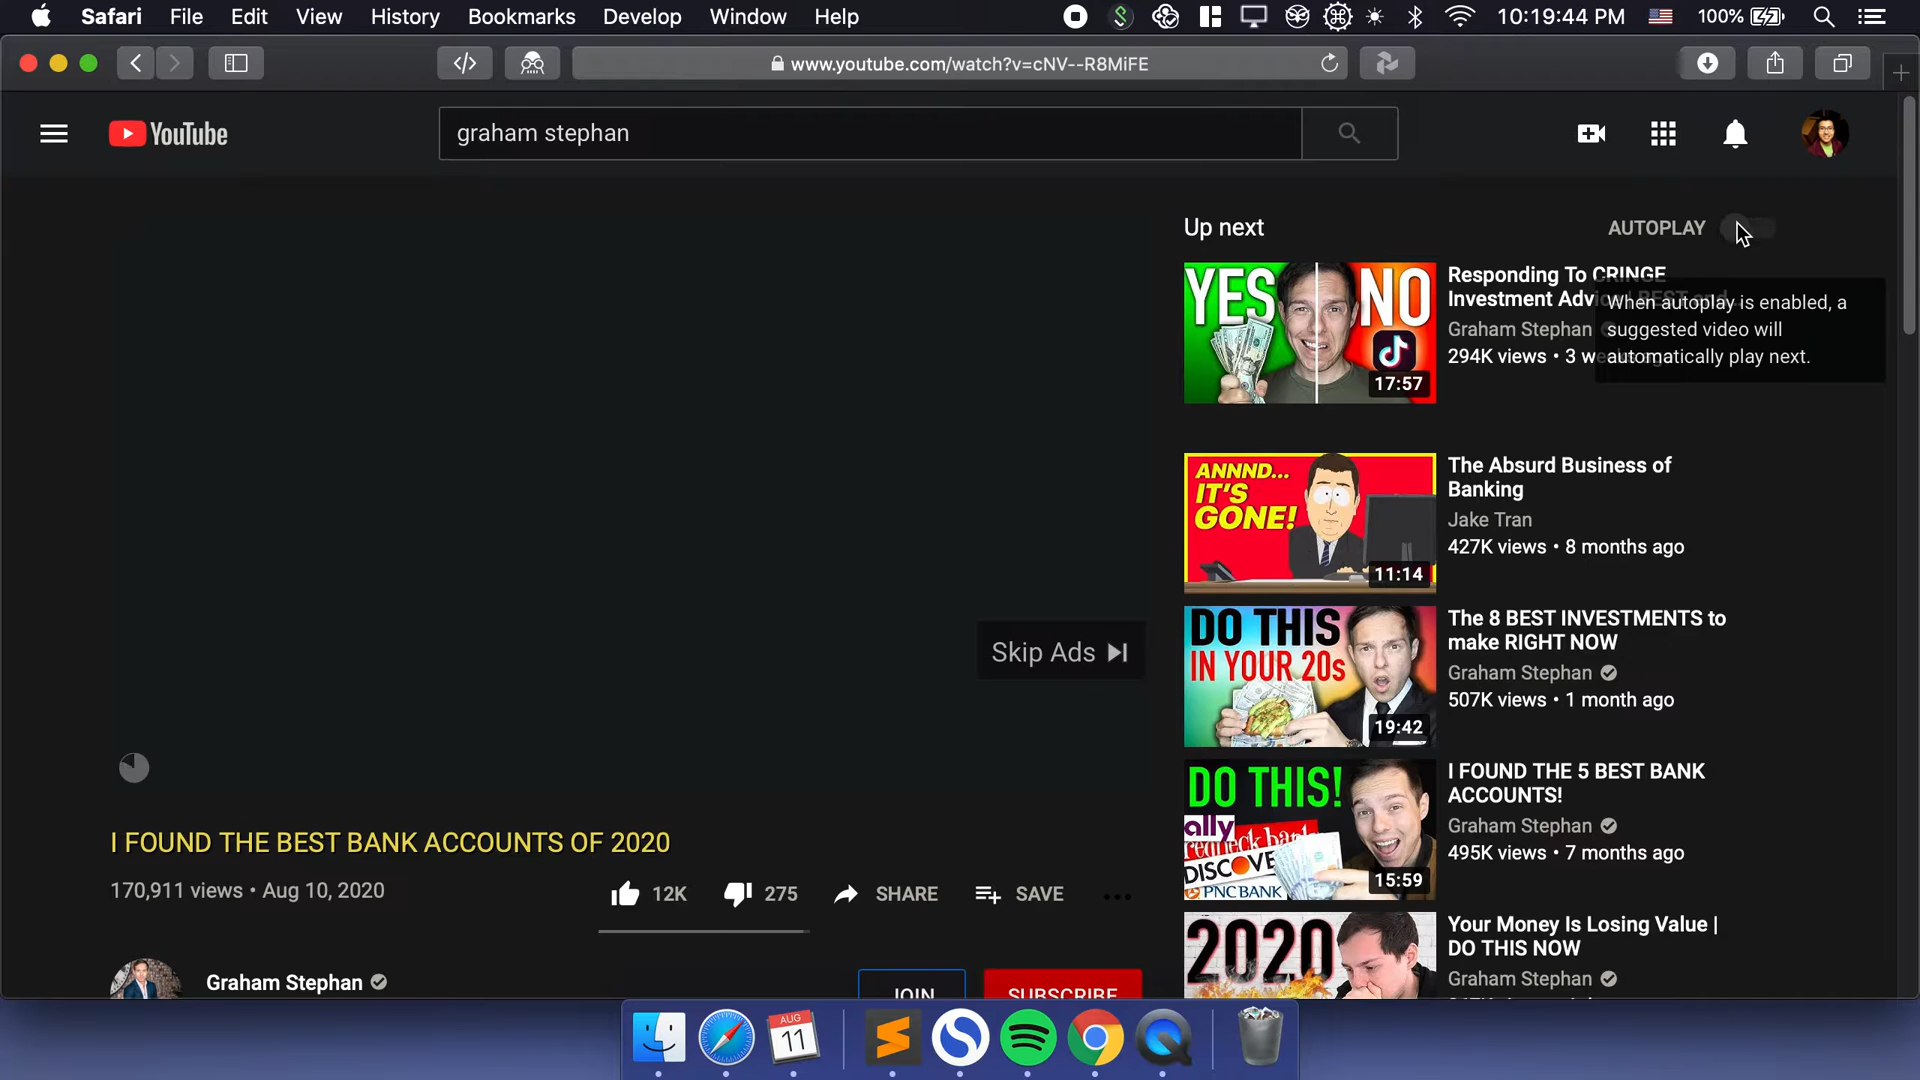 Safari File Edit View History Bookmarks Develop Window Help 10:19:44 PM 100%
www.youtube.com/watch?v=cNV--R8MiFE
YouTube
graham stephan
Up next
AUTOPLAY
YES NO
17:57
Responding To CRINGE
Investment
Graham Stephan
294K views • 3
When autoplay is enabled, a
suggested video will
automatically play next.
ANNND...
IT'S
GONE!
11:14
The Absurd Business of
Banking
Jake Tran
427K views • 8 months ago
Skip Ads
DO THIS
IN YOUR 20s
19:42
The 8 BEST INVESTMENTS to
make RIGHT NOW
Graham Stephan
507K views • 1 month ago
DO THIS!
ally
redneck bank
DISCOVER
PNC BANK
15:59
I FOUND THE 5 BEST BANK
ACCOUNTS!
Graham Stephan
495K views • 7 months ago
I FOUND THE BEST BANK ACCOUNTS OF 2020
170,911 views • Aug 10, 2020
12K 275 SHARE SAVE
2020
Your Money Is Losing Value |
DO THIS NOW
Graham Stephan
Graham Stephan
JOIN
SUBSCRIBE
AUG
11